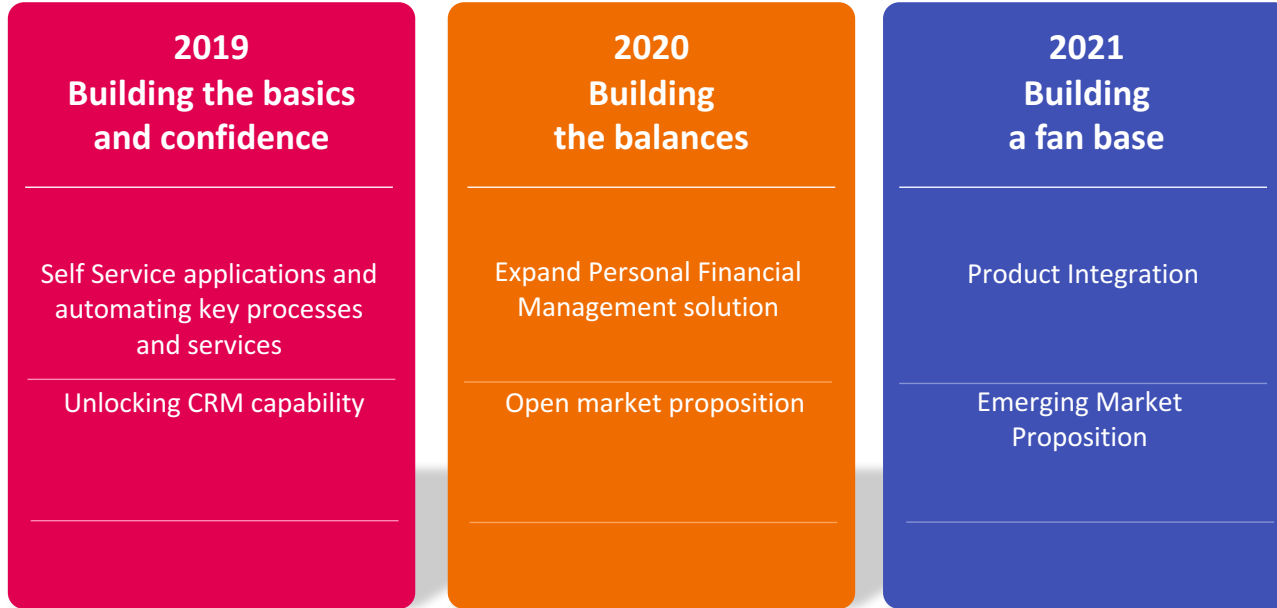 2019
Building the basics
and confidence
Self Service applications and
automating key processes
and services
Unlocking CRM capability
2020
Building
the balances
Expand Personal Financial
Management solution
Open market proposition
2021
Building
a fan base
Product Integration
Emerging Market
Proposition